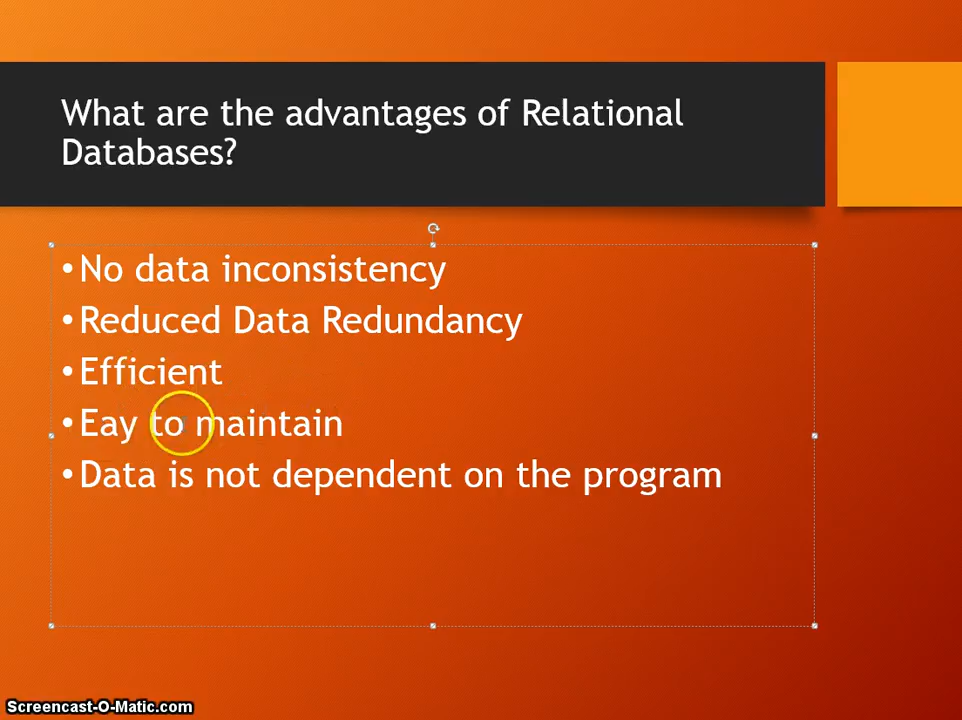 What are the advantages of Relational
Databases?
•No data inconsistency
•Reduced Data Redundancy
•Efficient
•Eay to maintain
•Data is not dependent on the program
Screencast-O-Matic.com